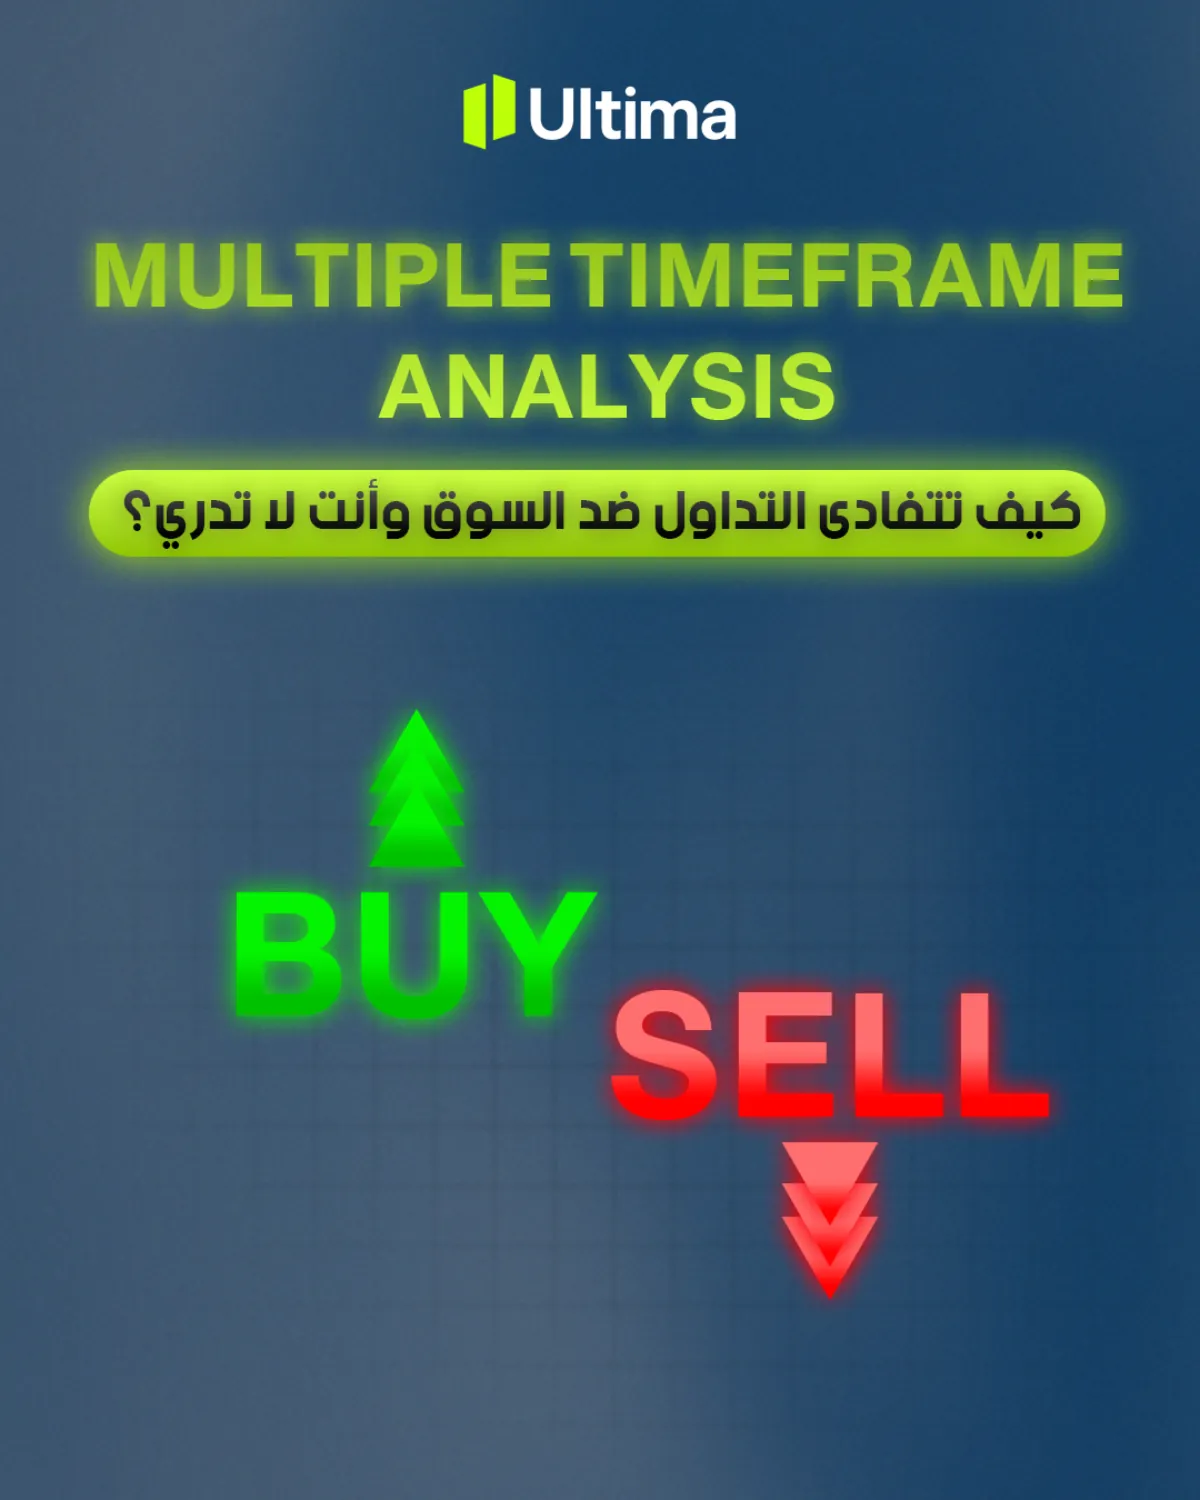 Ultima
MULTIPLE TIMEFRAME
ANALYSIS
كيف تتفادى التداول ضد السوق وأنت لا تدري؟
BUY
SELL